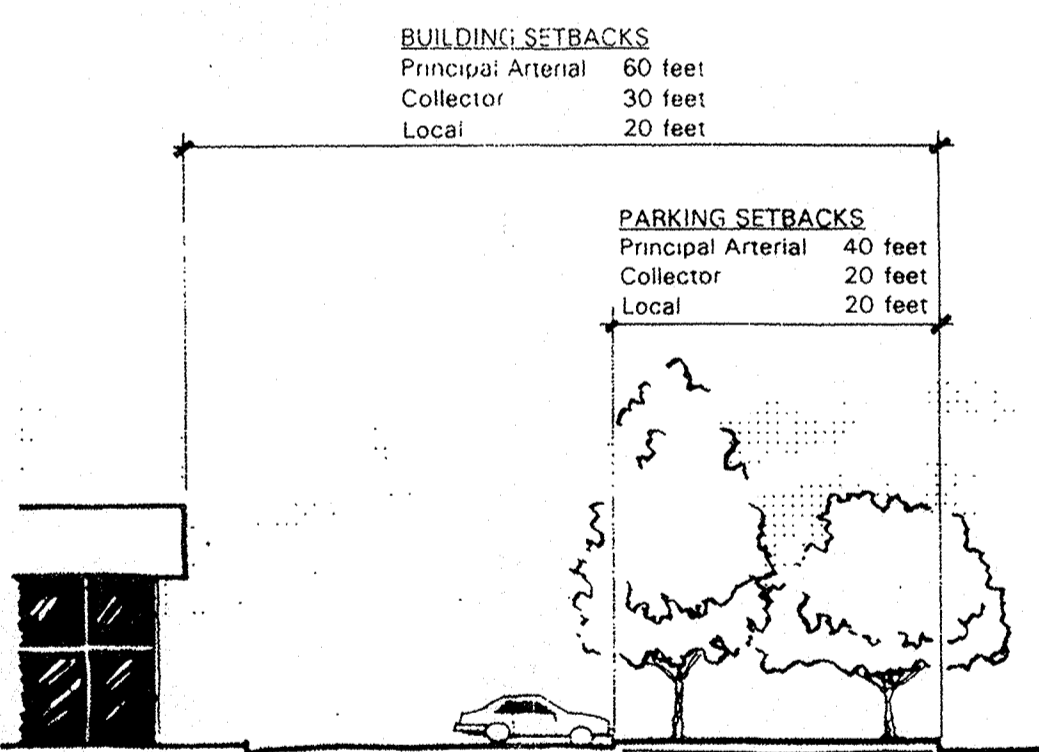 BUILDING SETBACKS
Principal Arterial 60 feet
Collector 30 feet
Local 20 feet
PARKING SETBACKS
Principal Arterial 40 feet
Collector 20 feet
Local 20 feet